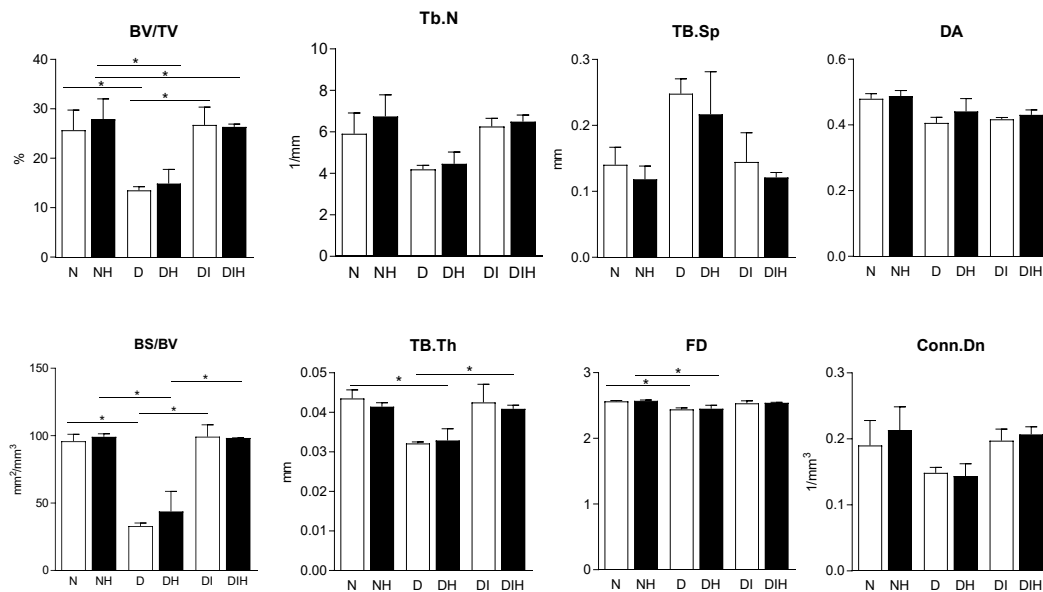 BV/TV
*
*
*
*
40
30
20
10
0
%
N NH D DH DI DIH
Tb.N
10
8
6
4
2
0
1/mm
N NH D DH DI DIH
TB.Sp
0.3
0.2
0.1
0.0
mm
N NH D DH DI DIH
DA
0.6
0.4
0.2
0.0
N NH D DH DI DIH
BS/BV
*
*
*
*
150
100
50
0
mm²/mm³
N NH D DH DI DIH
TB.Th
*
*
0.05
0.04
0.03
0.02
0.01
0.00
mm
N NH D DH DI DIH
FD
*
*
3
2
1
0
N NH D DH DI DIH
Conn.Dn
0.3
0.2
0.1
0.0
1/mm³
N NH D DH DI DIH